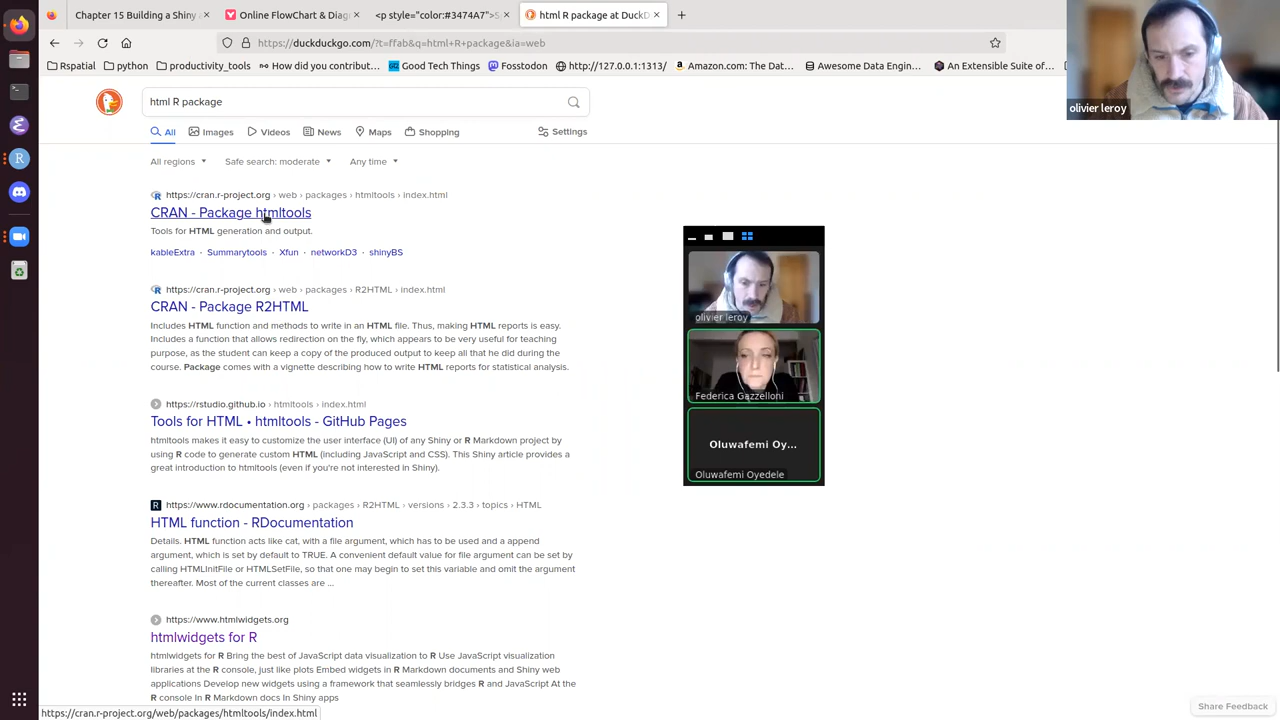 Chapter 15 Building a Shiny a
Online FlowChart & Diag
<p style="color:#3474A7">S
html R package at DuckD
https://duckduckgo.com/?t=ffab&q=html+R+package&ia=web
Rspatial
python
productivity_tools
How did you contribut...
Good Tech Things
Fosstodon
http://127.0.0.1:1313/
Amazon.com: The Dat...
Awesome Data Engin...
An Extensible Suite of...
olivier leroy
html R package
All
Images
Videos
News
Maps
Shopping
Settings
All regions
Safe search: moderate
Any time
https://cran.r-project.org › web › packages › htmltools › index.html
CRAN - Package htmltools
Tools for HTML generation and output.
kableExtra · Summarytools · Xfun · networkD3 · shinyBS
https://cran.r-project.org › web › packages › R2HTML › index.html
CRAN - Package R2HTML
Includes HTML function and methods to write in an HTML file. Thus, making HTML reports is easy.
Includes a function that allows redirection on the fly, which appears to be very useful for teaching
purpose, as the student can keep a copy of the produced output to keep all that he did during the
course. Package comes with a vignette describing how to write HTML reports for statistical analysis.
https://rstudio.github.io › htmltools › index.html
Tools for HTML • htmltools - GitHub Pages
htmltools makes it easy to customize the user interface (UI) of any Shiny or R Markdown project by
using R code to generate custom HTML (including JavaScript and CSS). This Shiny article provides a
great introduction to htmltools (even if you're not interested in Shiny).
https://www.rdocumentation.org › packages › R2HTML › versions › 2.3.3 › topics › HTML
HTML function - RDocumentation
Details. HTML function acts like cat, with a file argument, which has to be used and a append
argument, which is set by default to TRUE. A convenient default value for file argument can be set by
calling HTMLInitFile or HTMLSetFile, so that one may begin to set this variable and omit the argument
thereafter. Most of the current classes are ...
https://www.htmlwidgets.org
htmlwidgets for R
htmlwidgets for R Bring the best of JavaScript data visualization to R Use JavaScript visualization
libraries at the R console, just like plots Embed widgets in R Markdown documents and Shiny web
applications Develop new widgets using a framework that seamlessly bridges R and JavaScript At the
R console In R Markdown docs In Shiny apps
olivier leroy
Federica Gazzelloni
Oluwafemi Oy...
Oluwafemi Oyedele
https://cran.r-project.org/web/packages/htmltools/index.html
Share Feedback